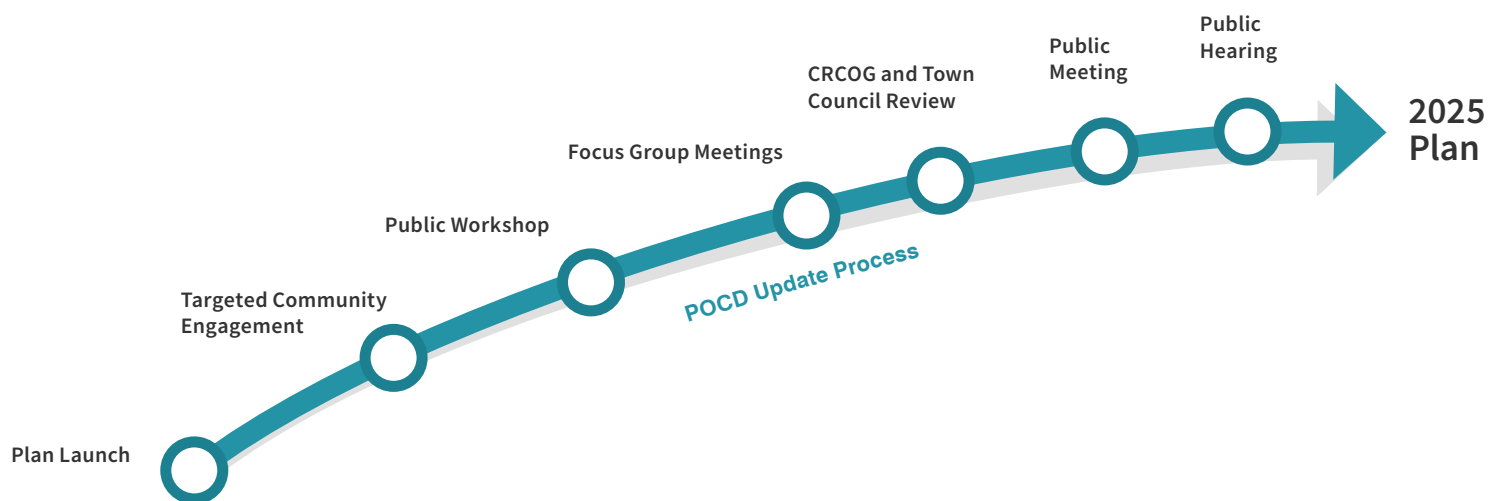 Plan Launch
Targeted Community
Engagement
Public Workshop
Focus Group Meetings
CRCOG and Town
Council Review
Public
Meeting
Public
Hearing
2025
Plan
POCD Update Process